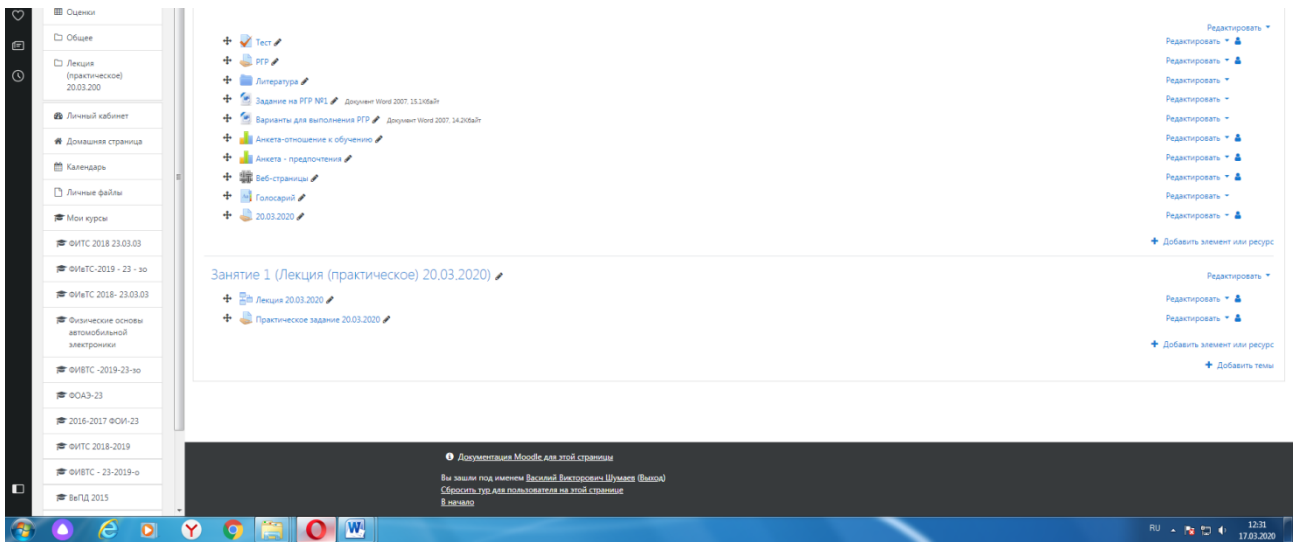 Оценки
Общее
Лекция
(практическое)
20.03.200
Личный кабинет
Домашняя страница
Календарь
Личные файлы
Мои курсы
ФИТС 2018 23.03.03
ФИвТС-2019 - 23 - зо
ФИвТС 2018- 23.03.03
Физические основы
автомобильной
электроники
ФИВТС -2019-23-зо
ФОАЭ-23
2016-2017 ФОИ-23
ФИТС 2018-2019
ФИВТС - 23-2019-о
ВеПД 2015
Редактировать
Тест Редактировать
РГР Редактировать
Литература Редактировать
Задание на РГР №1 Документ Word 2007, 15.1Кбайт Редактировать
Варианты для выполнения РГР Документ Word 2007, 14.2Кбайт Редактировать
Анкета-отношение к обучению Редактировать
Анкета - предпочтения Редактировать
Веб-страницы Редактировать
Голосарий Редактировать
20.03.2020 Редактировать
Добавить элемент или ресурс
Занятие 1 (Лекция (практическое) 20.03.2020) Редактировать
Лекция 20.03.2020 Редактировать
Практическое задание 20.03.2020 Редактировать
Добавить элемент или ресурс
Добавить темы
Документация Moodle для этой страницы
Вы зашли под именем Василий Викторович Шумаев (Выход)
Сбросить тур для пользователя на этой странице
В начало
RU
12:31
17.03.2020